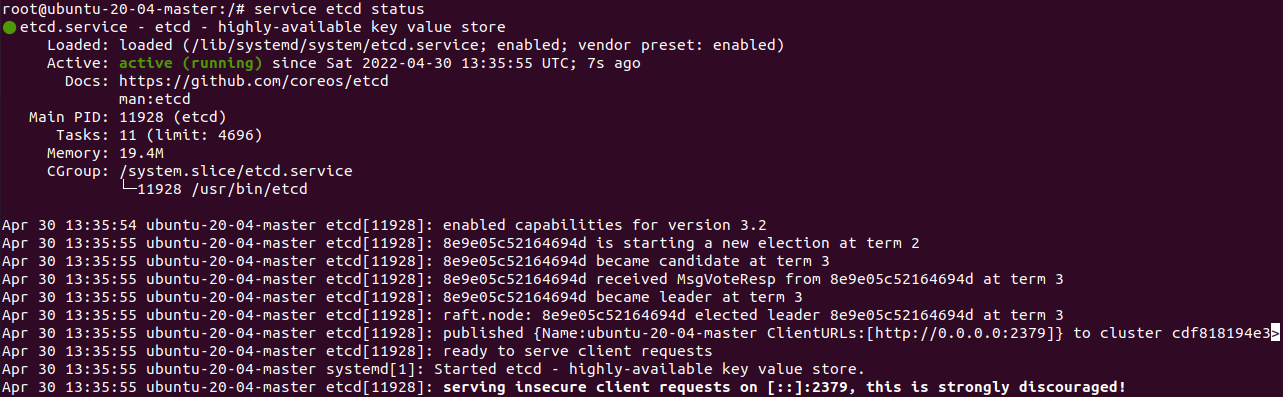 root@ubuntu-20-04-master:/# service etcd status
● etcd.service - etcd - highly-available key value store
Loaded: loaded (/lib/systemd/system/etcd.service; enabled; vendor preset: enabled)
Active: active (running) since Sat 2022-04-30 13:35:55 UTC; 7s ago
Docs: https://github.com/coreos/etcd
man:etcd
Main PID: 11928 (etcd)
Tasks: 11 (limit: 4696)
Memory: 19.4M
CGroup: /system.slice/etcd.service
└─11928 /usr/bin/etcd
Apr 30 13:35:54 ubuntu-20-04-master etcd[11928]: enabled capabilities for version 3.2
Apr 30 13:35:55 ubuntu-20-04-master etcd[11928]: 8e9e05c52164694d is starting a new election at term 2
Apr 30 13:35:55 ubuntu-20-04-master etcd[11928]: 8e9e05c52164694d became candidate at term 3
Apr 30 13:35:55 ubuntu-20-04-master etcd[11928]: 8e9e05c52164694d received MsgVoteResp from 8e9e05c52164694d at term 3
Apr 30 13:35:55 ubuntu-20-04-master etcd[11928]: 8e9e05c52164694d became leader at term 3
Apr 30 13:35:55 ubuntu-20-04-master etcd[11928]: raft.node: 8e9e05c52164694d elected leader 8e9e05c52164694d at term 3
Apr 30 13:35:55 ubuntu-20-04-master etcd[11928]: published {Name:ubuntu-20-04-master ClientURLs:[http://0.0.0.0:2379]} to cluster cdf818194e3>
Apr 30 13:35:55 ubuntu-20-04-master etcd[11928]: ready to serve client requests
Apr 30 13:35:55 ubuntu-20-04-master systemd[1]: Started etcd - highly-available key value store.
Apr 30 13:35:55 ubuntu-20-04-master etcd[11928]: serving insecure client requests on [::]:2379, this is strongly discouraged!